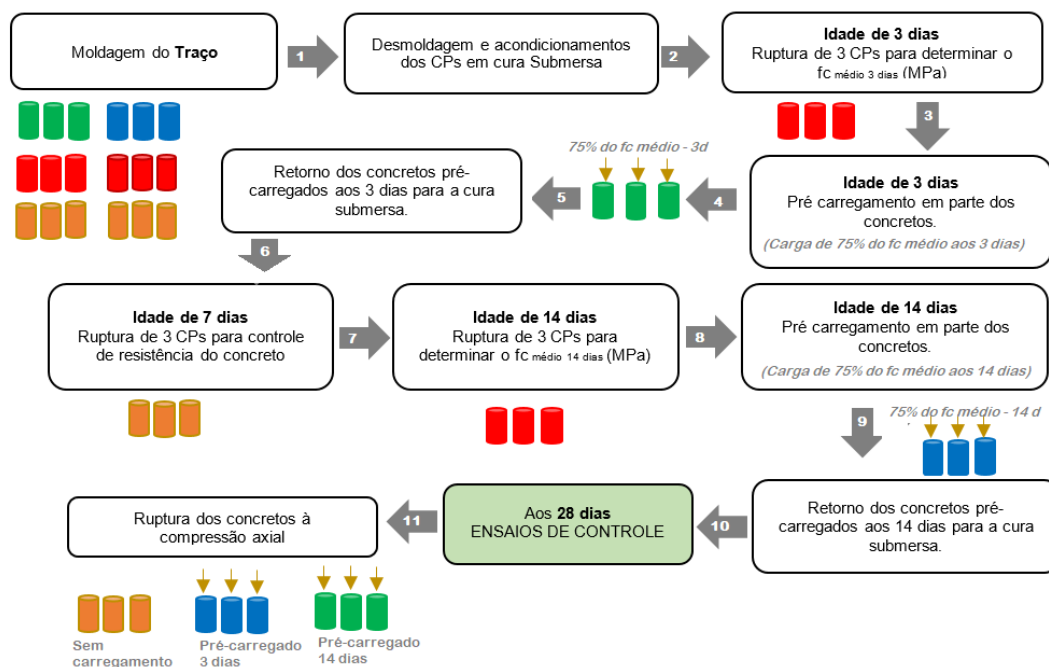 Moldagem do Traço
1
Desmoldagem e acondicionamentos
dos CPs em cura Submersa
2
Idade de 3 dias
Ruptura de 3 CPs para determinar o
fc médio 3 dias (MPa)
3
Idade de 3 dias
Pré carregamento em parte dos
concretos.
(Carga de 75% do fc médio aos 3 dias)
4
75% do fc médio - 3d
5
Retorno dos concretos pré-
carregados aos 3 dias para a cura
submersa.
6
Idade de 7 dias
Ruptura de 3 CPs para controle
de resistência do concreto
7
Idade de 14 dias
Ruptura de 3 CPs para
determinar o fc médio 14 dias (MPa)
8
Idade de 14 dias
Pré carregamento em parte dos
concretos.
(Carga de 75% do fc médio aos 14 dias)
9
75% do fc médio - 14 d
Retorno dos concretos pré-
carregados aos 14 dias para a cura
submersa.
10
Aos 28 dias
ENSAIOS DE CONTROLE
11
Ruptura dos concretos à
compressão axial
Sem
carregamento
Pré-carregado
3 dias
Pré-carregado
14 dias